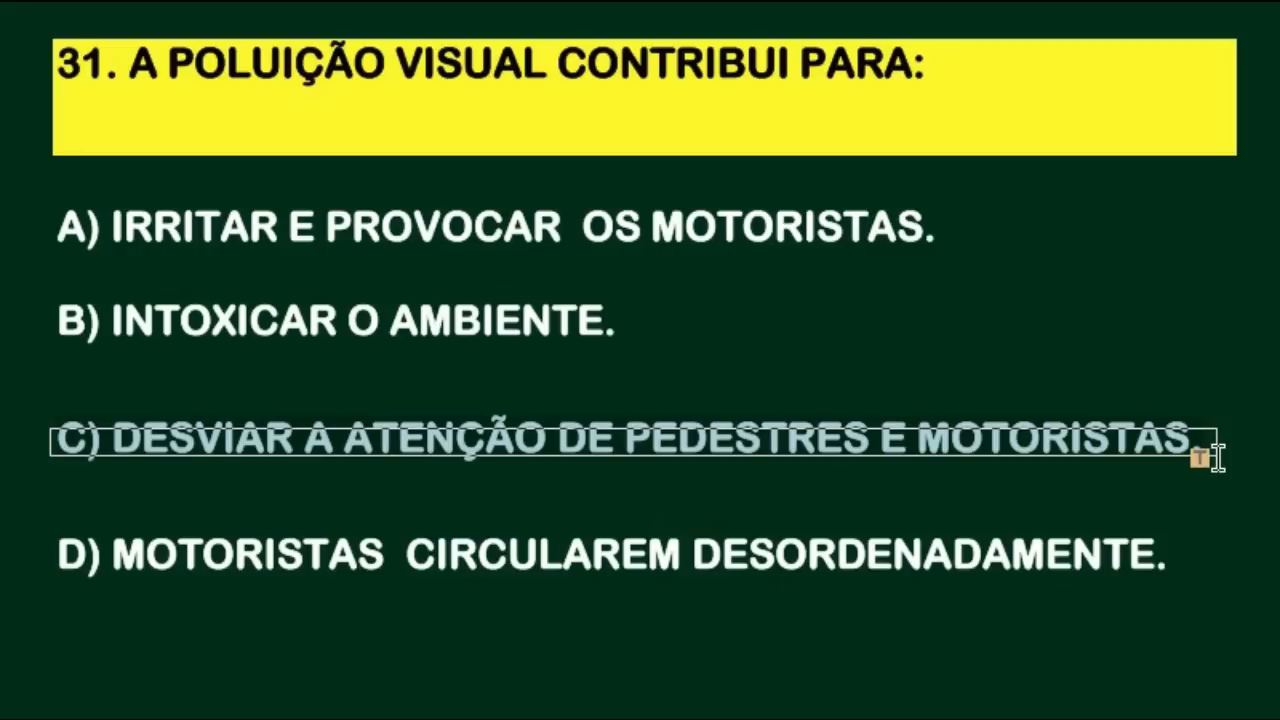 31. A POLUIÇÃO VISUAL CONTRIBUI PARA:
A) IRRITAR E PROVOCAR  OS MOTORISTAS.
B) INTOXICAR O AMBIENTE.
C) DESVIAR A ATENÇÃO DE PEDESTRES E MOTORISTAS.
D) MOTORISTAS  CIRCULAREM DESORDENADAMENTE.